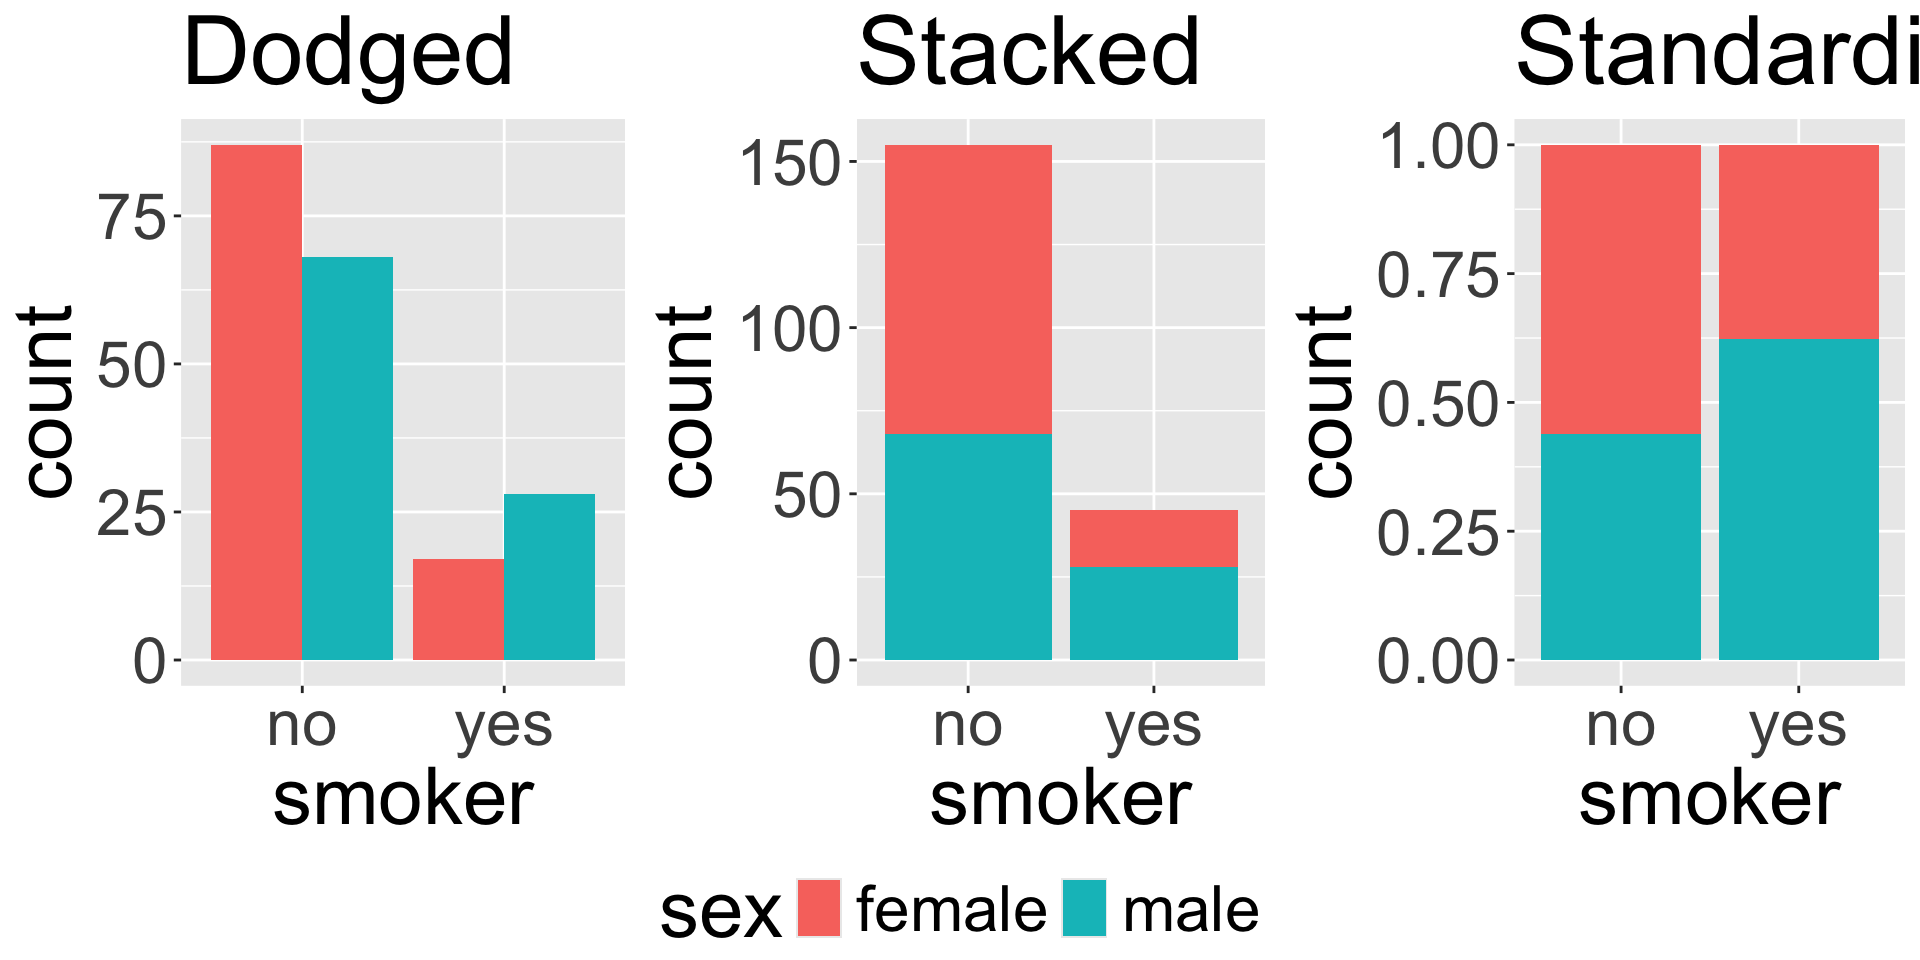 Dodged
count
75
50
25
0
no yes
smoker
Stacked
count
150
100
50
0
no yes
smoker
Standardi
count
1.00
0.75
0.50
0.25
0.00
no yes
smoker
sex female male